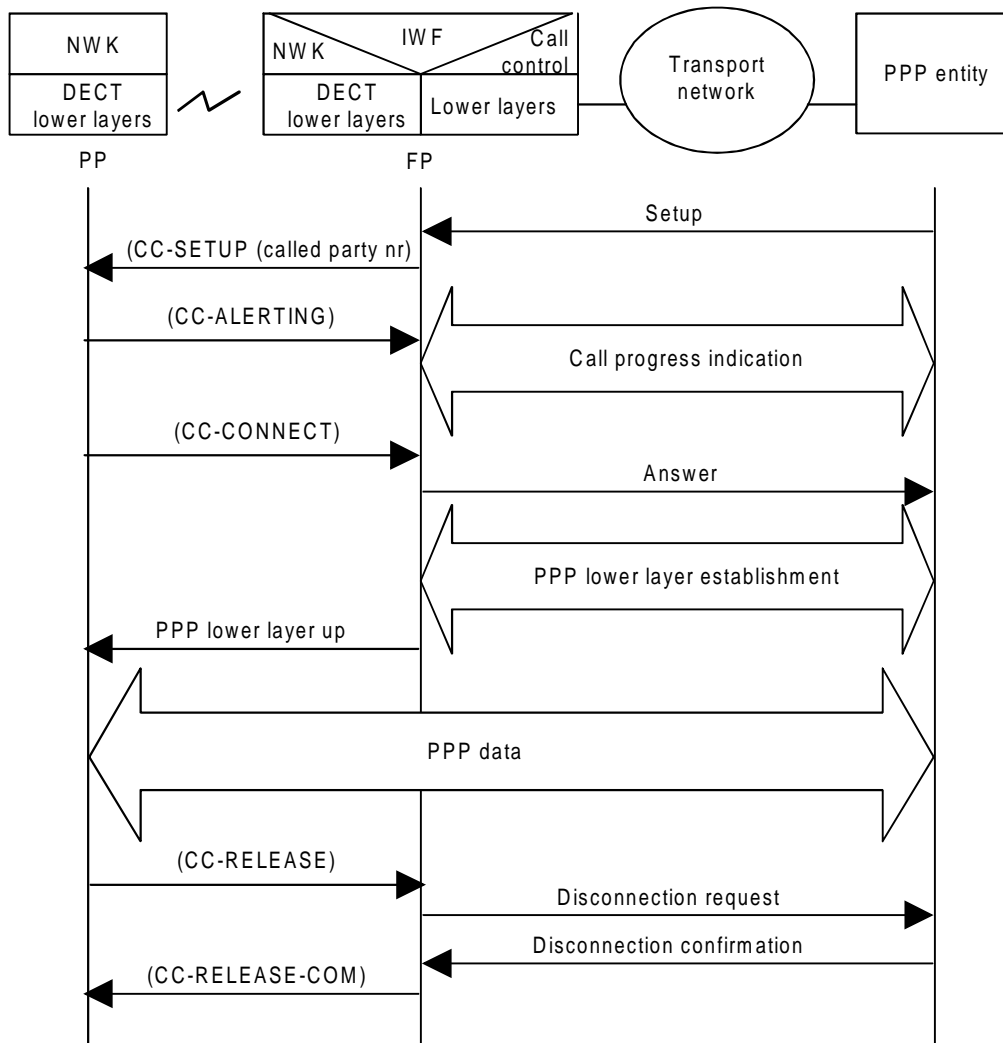 NWK
DECT
lower layers
NWK
IWF
Call
control
DECT
lower layers
Lower layers
Transport
network
PPP entity
PP
FP
Setup
(CC-SETUP (called party nr)
(CC-ALERTING)
Call progress indication
(CC-CONNECT)
Answer
PPP lower layer establishment
PPP lower layer up
PPP data
(CC-RELEASE)
Disconnection request
Disconnection confirmation
(CC-RELEASE-COM)